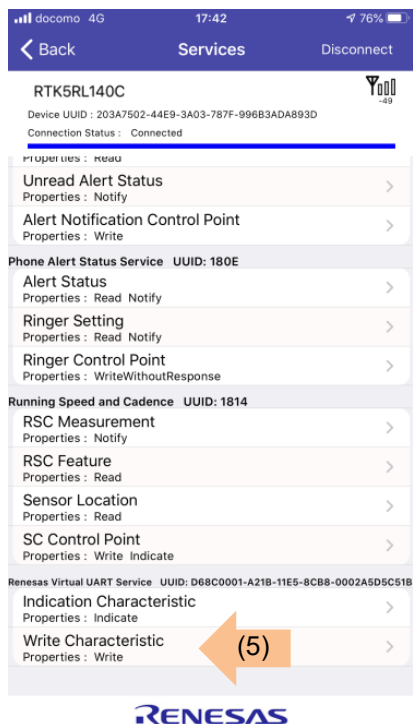 docomo 4G 17:42 76%
Back Services Disconnect
RTK5RL140C
-49
Device UUID : 203A7502-44E9-3A03-787F-996B3ADA893D
Connection Status : Connected
Properties : Read
Unread Alert Status
Properties : Notify
Alert Notification Control Point
Properties : Write
Phone Alert Status Service UUID: 180E
Alert Status
Properties : Read Notify
Ringer Setting
Properties : Read Notify
Ringer Control Point
Properties : WriteWithoutResponse
Running Speed and Cadence UUID: 1814
RSC Measurement
Properties : Notify
RSC Feature
Properties : Read
Sensor Location
Properties : Read
SC Control Point
Properties : Write Indicate
Renesas Virtual UART Service UUID: D68C0001-A21B-11E5-8CB8-0002A5D5C51B
Indication Characteristic
Properties : Indicate
Write Characteristic
(5)
Properties : Write
RENESAS